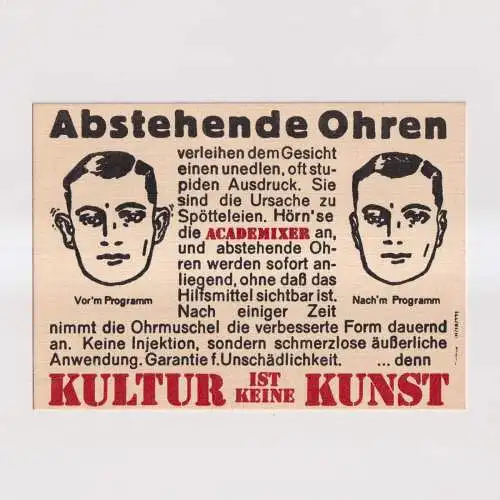 Abstehende Ohren
verleihen dem Gesicht
einen unedlen, oft stu-
piden Ausdruck. Sie
sind die Ursache zu
Spötteleien. Hörn'se
die ACADEMIXER an,
und abstehende Oh-
ren werden sofort an-
liegend, ohne daß das
Hilfsmittel sichtbar ist.
Nach einiger Zeit
nimmt die Ohrmuschel die verbesserte Form dauernd
an. Keine Injektion, sondern schmerzlose äußerliche
Anwendung. Garantie f. Unschädlichkeit. ... denn
Vor'm Programm
Nach'm Programm
KULTUR IST KEINE KUNST